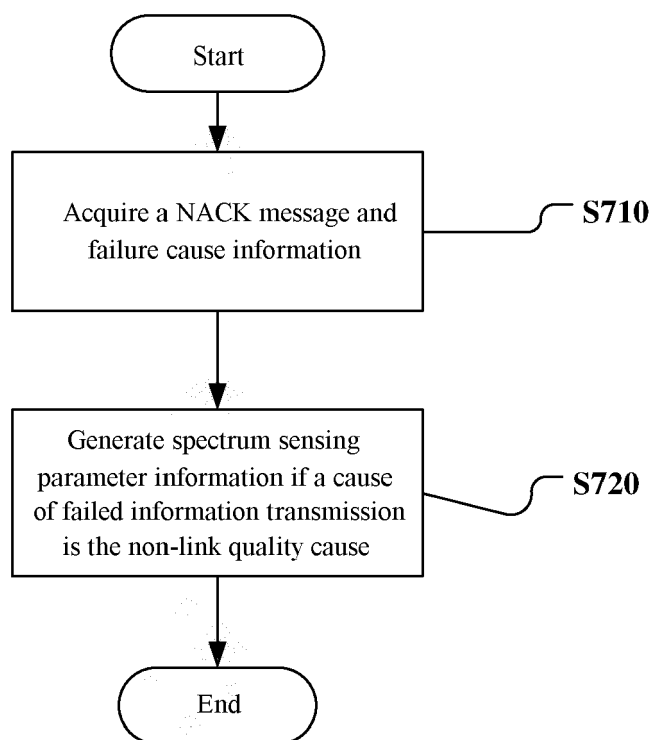 Start
Acquire a NACK message and
failure cause information
S710
Generate spectrum sensing
parameter information if a cause
of failed information transmission
is the non-link quality cause
S720
End